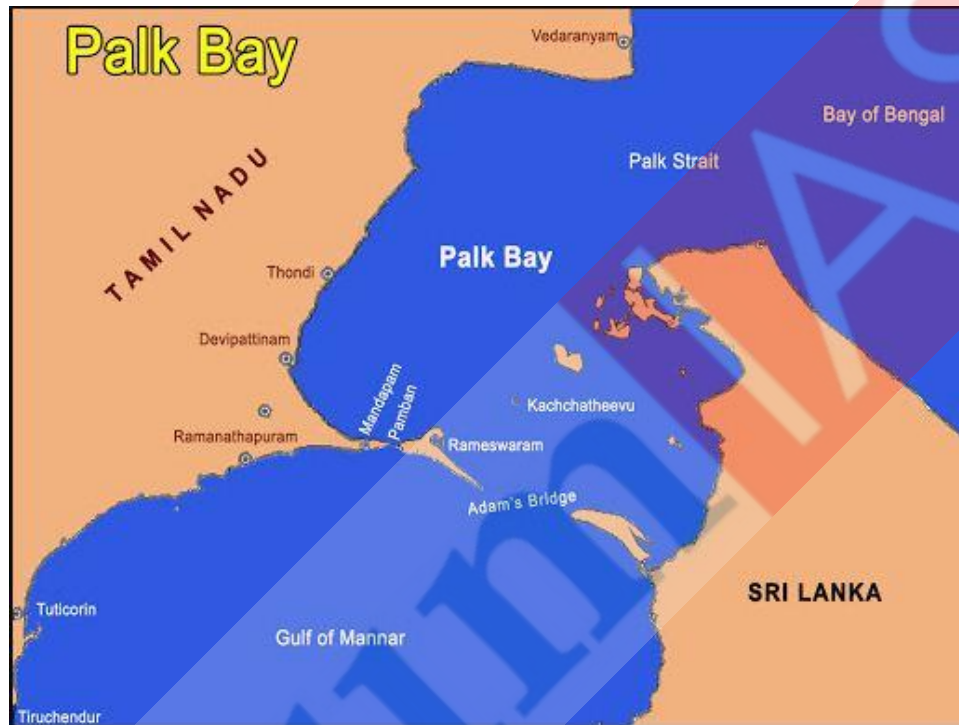 Palk Bay
Vedaranyam
Bay of Bengal
Palk Strait
TAMIL NADU
Palk Bay
Thondi
Devipattinam
Mandapam
Pamban
Kachchatheevu
Ramanathapuram
Rameswaram
Adam's Bridge
SRI LANKA
Tuticorin
Gulf of Mannar
Tiruchendur